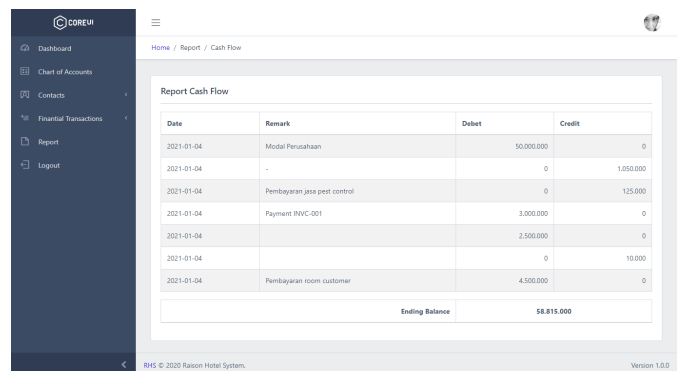 COREUI
Dashboard
Chart of Accounts
Contacts
Finantial Transactions
Report
Logout
Home / Report / Cash Flow
Report Cash Flow
Date Remark Debet Credit
2021-01-04 Modal Perusahaan 50.000.000 0
2021-01-04 - 0 1.050.000
2021-01-04 Pembayaran jasa pest control 0 125.000
2021-01-04 Payment INVC-001 3.000.000 0
2021-01-04 2.500.000 0
2021-01-04 0 10.000
2021-01-04 Pembayaran room customer 4.500.000 0
Ending Balance 58.815.000
RHS © 2020 Raison Hotel System. Version 1.0.0